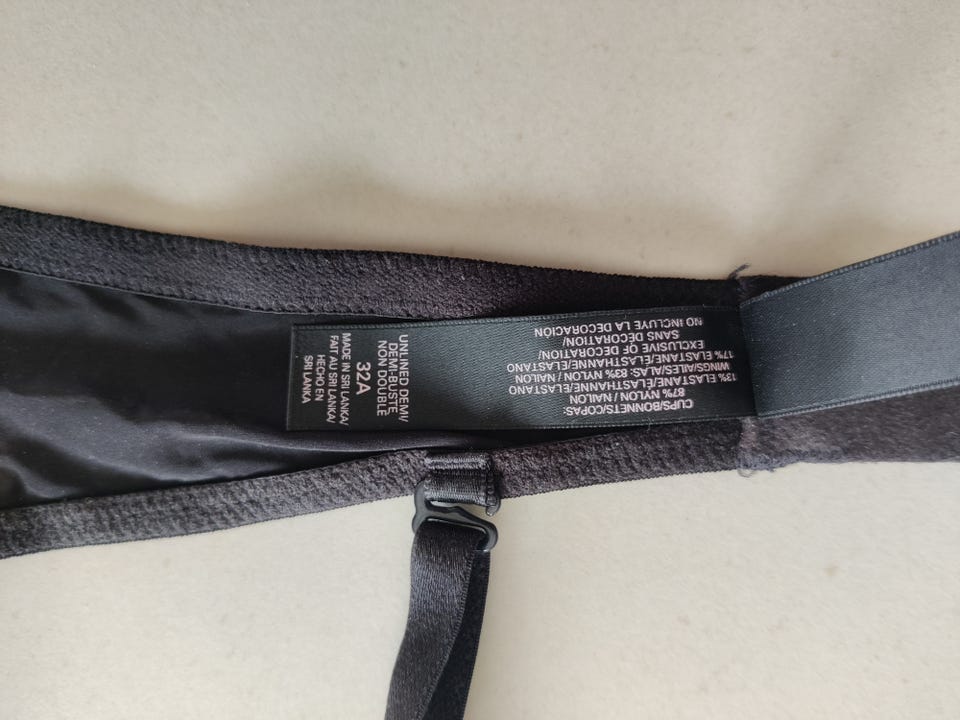 UNLINED DEMI/
DEMI-BUSTE
NON DOUBLE
32A
MADE IN SRI LANKA/
FAIT AU SRI LANKA/
HECHO EN
SRI LANKA
CUPS/BONNETS/COPAS:
87% NYLON / NAILON
13% ELASTANE/ELASTHANNE/ELASTANO
WINGS/AILES/ALAS: 83% NYLON / NAILON
17% ELASTANE/ELASTHANNE/ELASTANO
EXCLUSIVE OF DECORATION/
SANS DÉCORATION/
NO INCLUYE LA DECORACIÓN